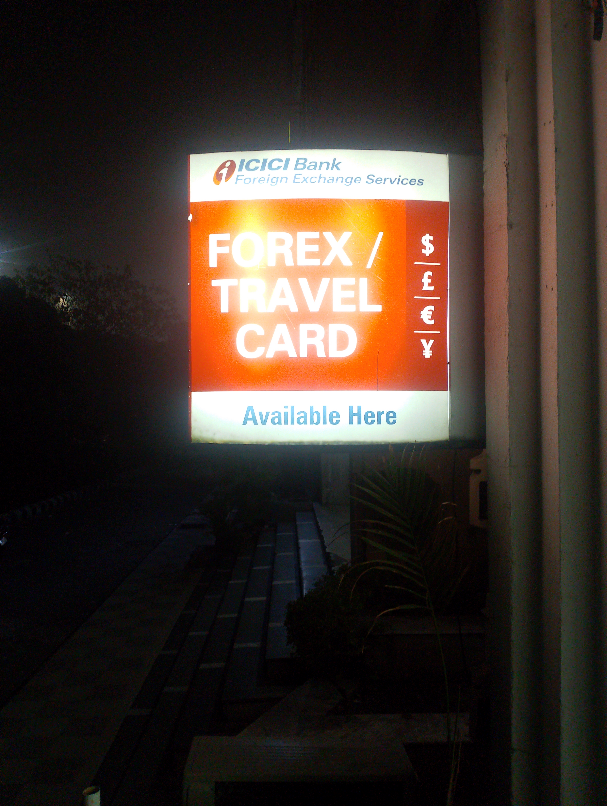 i ICICI Bank
Foreign Exchange Services
FOREX /
TRAVEL
CARD
$
£
€
¥
Available Here